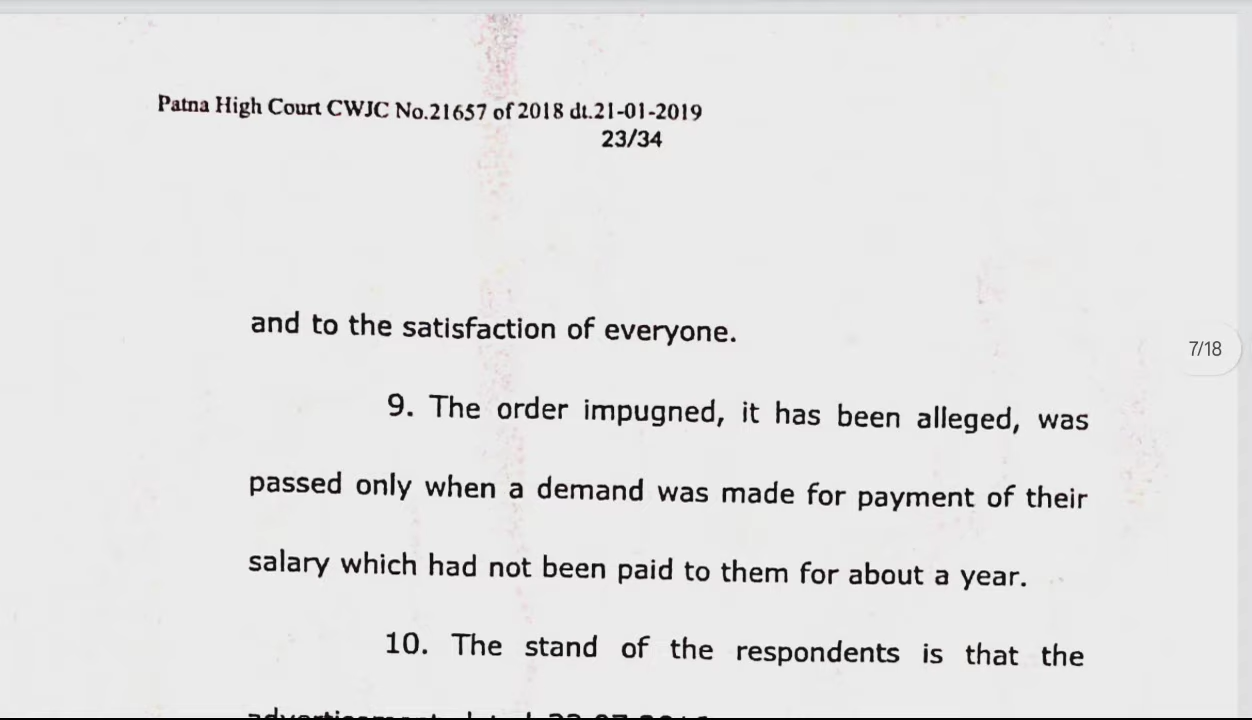 Patna High Court CWJC No.21657 of 2018 dt.21-01-2019
23/34
and to the satisfaction of everyone.
7/18
9. The order impugned, it has been alleged, was
passed only when a demand was made for payment of their
salary which had not been paid to them for about a year.
10. The stand of the respondents is that the